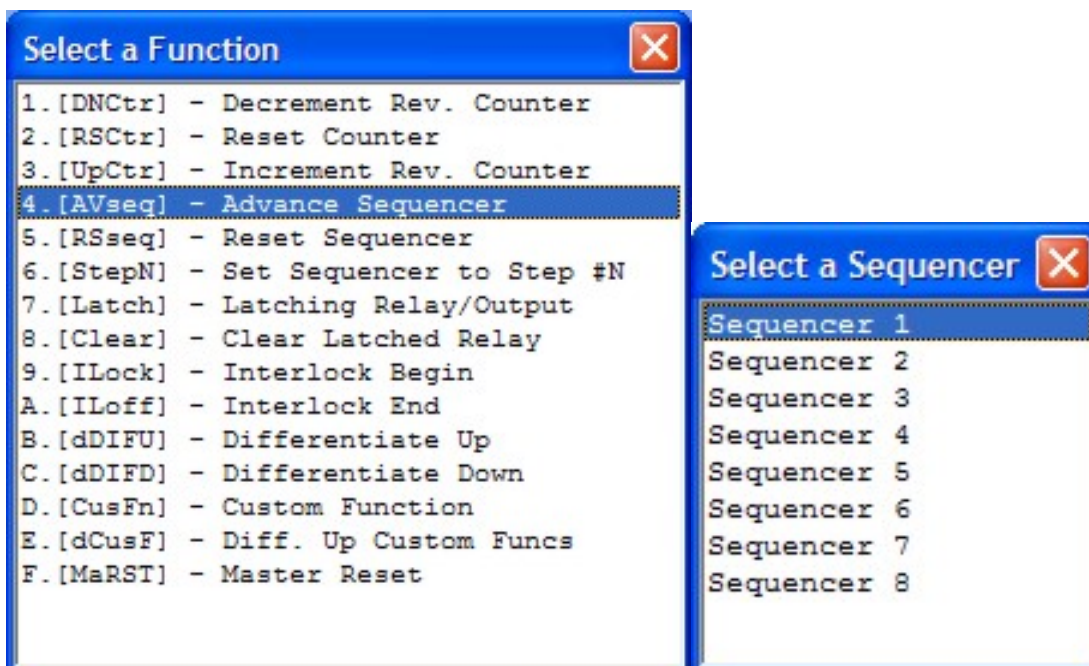 Select a Function
1.[DNCtr] - Decrement Rev. Counter
2.[RSCtr] - Reset Counter
3.[UpCtr] - Increment Rev. Counter
4.[AVseq] - Advance Sequencer
5.[RSseq] - Reset Sequencer
6.[StepN] - Set Sequencer to Step #N
7.[Latch] - Latching Relay/Output
8.[Clear] - Clear Latched Relay
9.[ILock] - Interlock Begin
A.[ILoff] - Interlock End
B.[dDIFU] - Differentiate Up
C.[dDIFD] - Differentiate Down
D.[CusFn] - Custom Function
E.[dCusF] - Diff. Up Custom Funcs
F.[MaRST] - Master Reset
Select a Sequencer
Sequencer 1
Sequencer 2
Sequencer 3
Sequencer 4
Sequencer 5
Sequencer 6
Sequencer 7
Sequencer 8